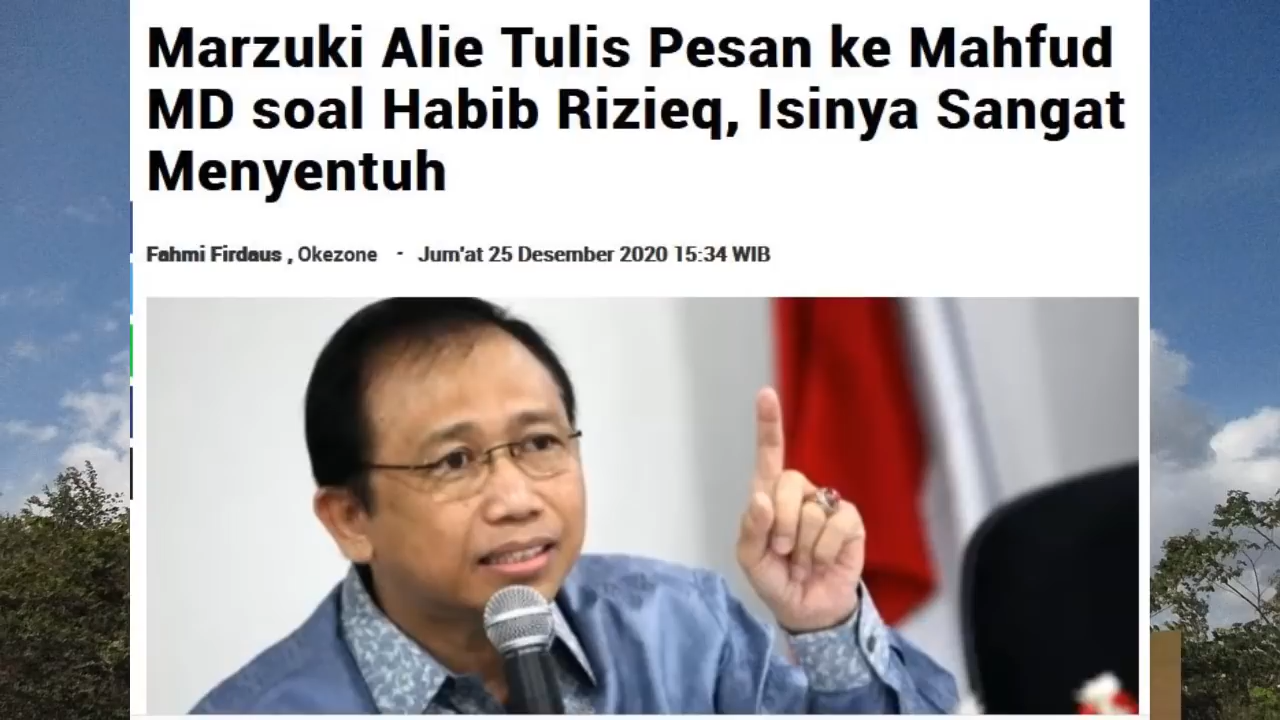 Marzuki Alie Tulis Pesan ke Mahfud
MD soal Habib Rizieq, Isinya Sangat
Menyentuh
Fahmi Firdaus , Okezone - Jum'at 25 Desember 2020 15:34 WIB